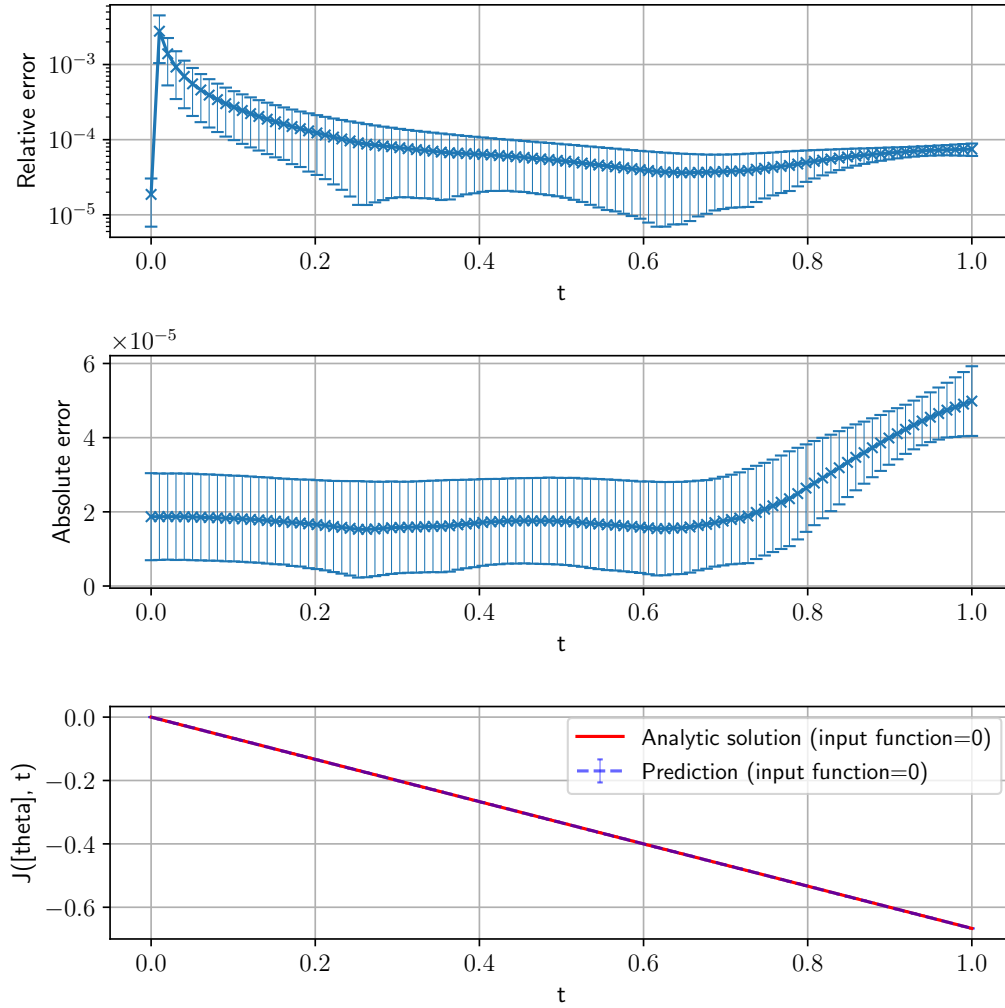 Relative error
10⁻³
10⁻⁴
10⁻⁵
0.0 0.2 0.4 0.6 0.8 1.0
t
×10⁻⁵
Absolute error
6
4
2
0
0.0 0.2 0.4 0.6 0.8 1.0
t
J([theta], t)
0.0
−0.2
−0.4
−0.6
Analytic solution (input function=0)
Prediction (input function=0)
0.0 0.2 0.4 0.6 0.8 1.0
t